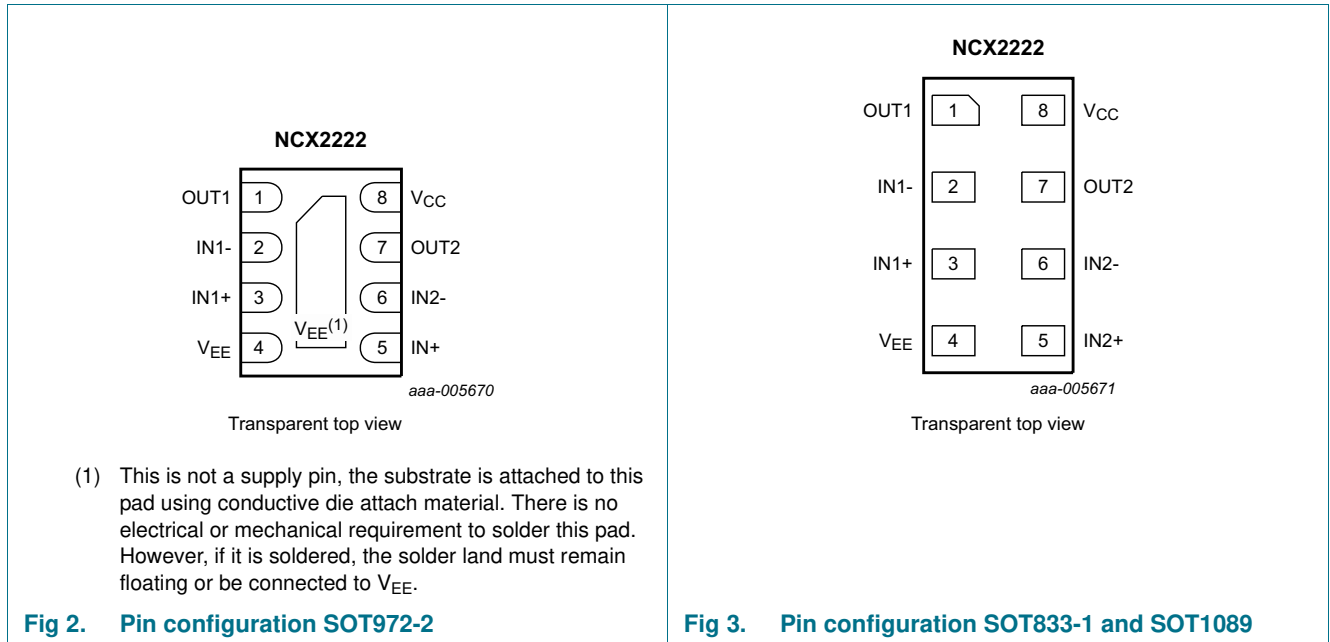 NCX2222
OUT1 1 8 VCC
IN1- 2 7 OUT2
IN1+ 3 6 IN2-
VEE 4 VEE(1) 5 IN+
aaa-005670
Transparent top view
(1) This is not a supply pin, the substrate is attached to this
pad using conductive die attach material. There is no
electrical or mechanical requirement to solder this pad.
However, if it is soldered, the solder land must remain
floating or be connected to VEE.
Fig 2. Pin configuration SOT972-2
NCX2222
OUT1 1 8 VCC
IN1- 2 7 OUT2
IN1+ 3 6 IN2-
VEE 4 5 IN2+
aaa-005671
Transparent top view
Fig 3. Pin configuration SOT833-1 and SOT1089